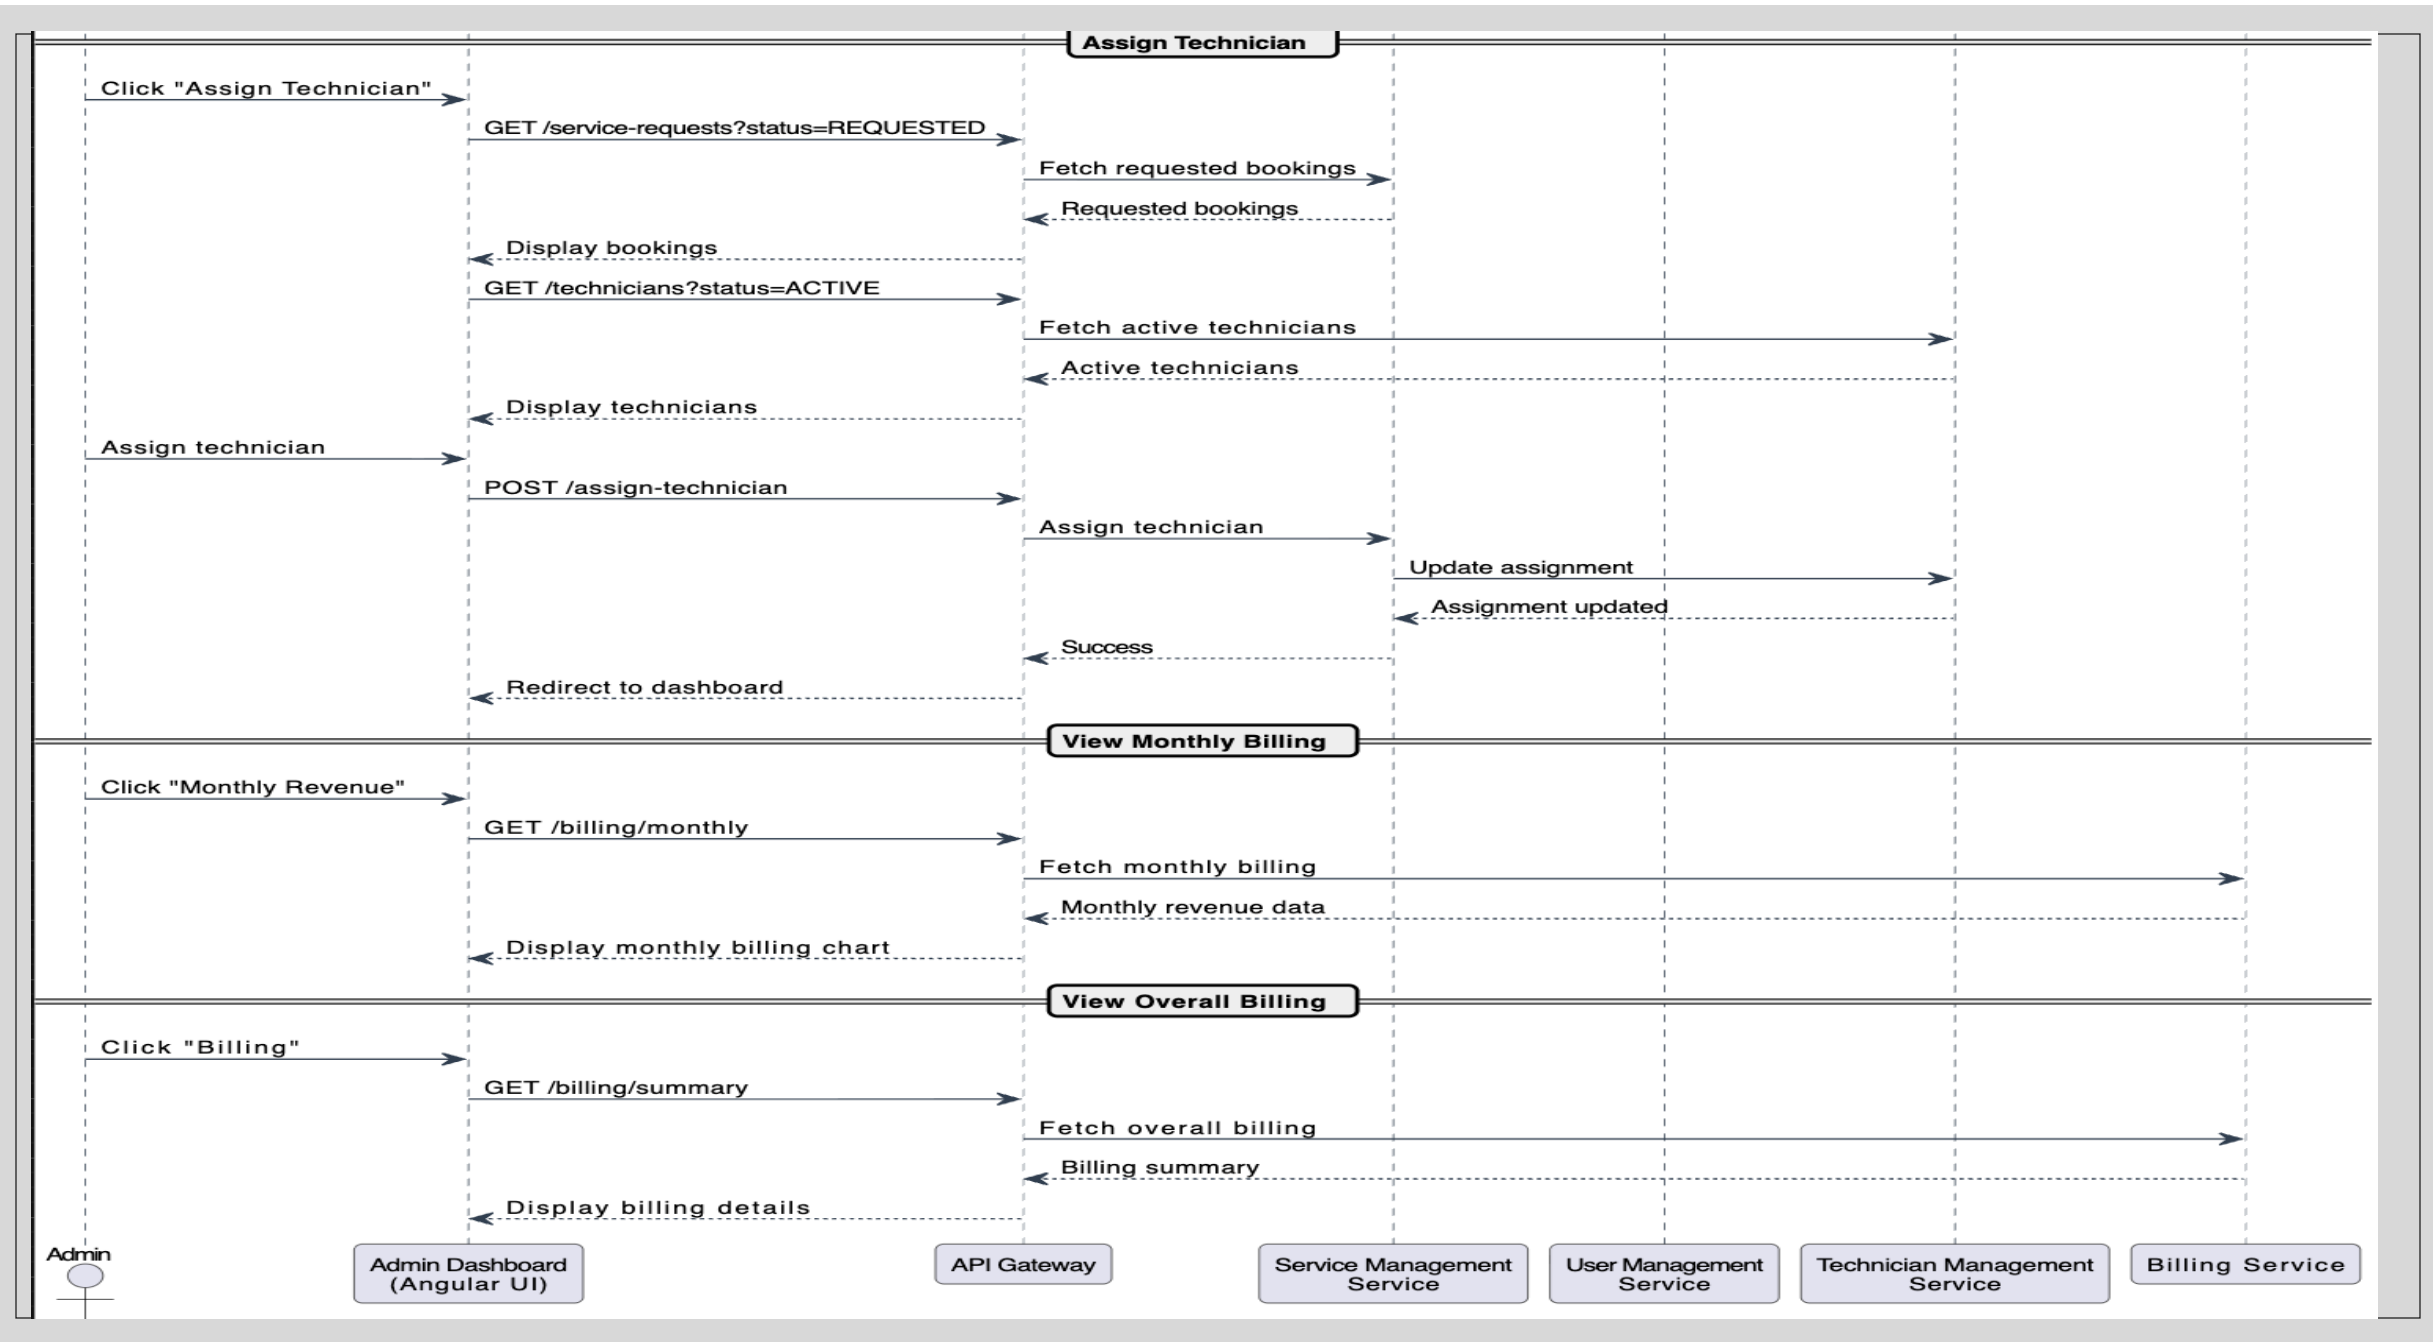 Assign Technician
Click "Assign Technician"
GET /service-requests?status=REQUESTED
Fetch requested bookings
Requested bookings
Display bookings
GET /technicians?status=ACTIVE
Fetch active technicians
Active technicians
Display technicians
Assign technician
POST /assign-technician
Assign technician
Update assignment
Assignment updated
Success
Redirect to dashboard
View Monthly Billing
Click "Monthly Revenue"
GET /billing/monthly
Fetch monthly billing
Monthly revenue data
Display monthly billing chart
View Overall Billing
Click "Billing"
GET /billing/summary
Fetch overall billing
Billing summary
Display billing details
Admin
Admin Dashboard
(Angular UI)
API Gateway
Service Management
Service
User Management
Service
Technician Management
Service
Billing Service